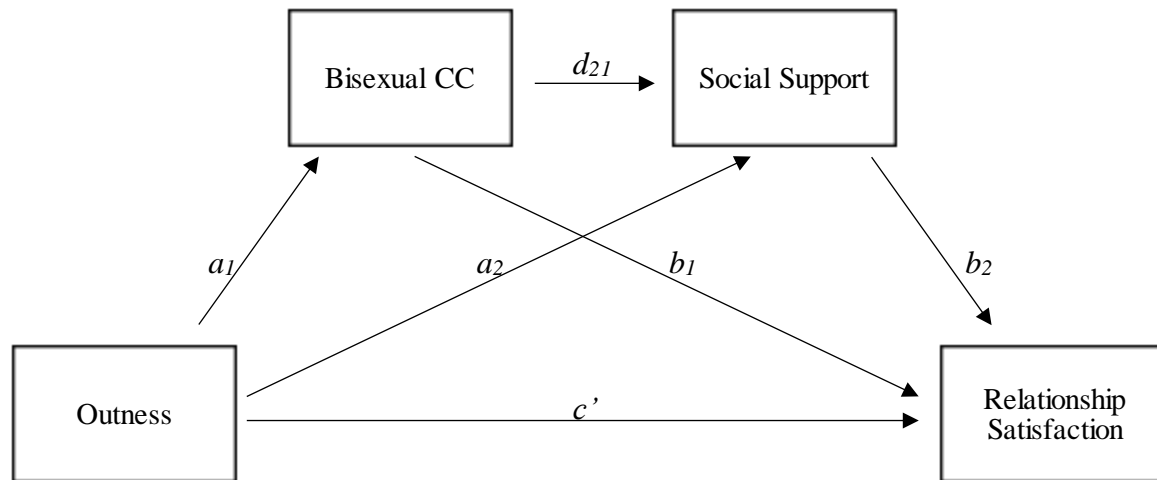 Bisexual CC
d21
Social Support
a1
a2
b1
b2
Outness
c’
Relationship
Satisfaction